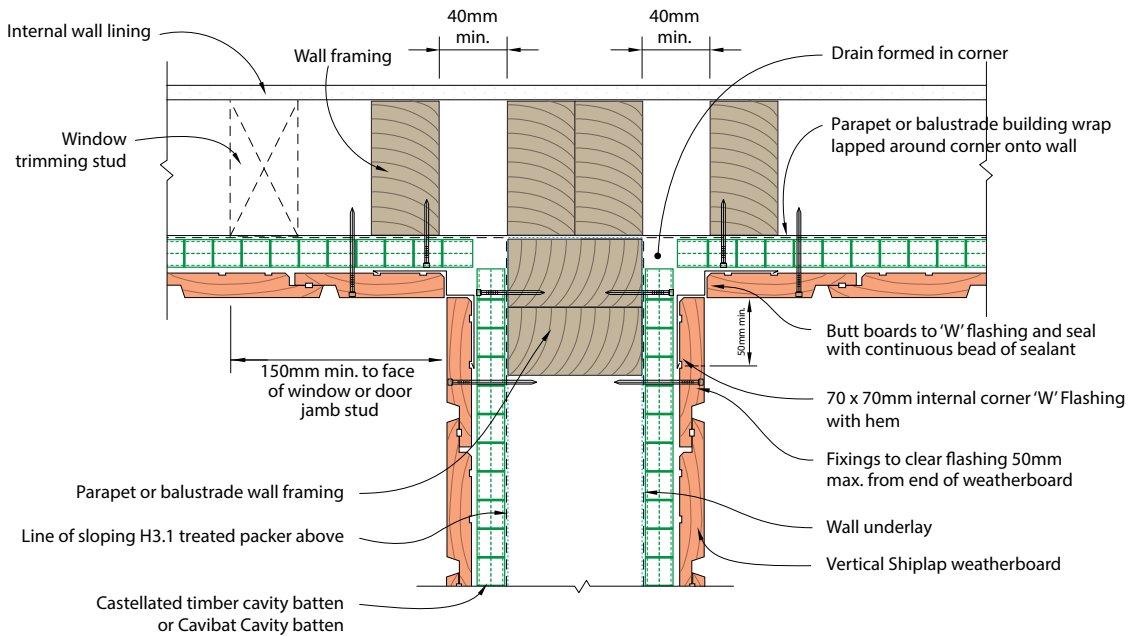 40mm
min.
40mm
min.
Internal wall lining
Wall framing
Drain formed in corner
Window
trimming stud
Parapet or balustrade building wrap
lapped around corner onto wall
50mm min.
Butt boards to ‘W’ flashing and seal
with continuous bead of sealant
150mm min. to face
of window or door
jamb stud
70 x 70mm internal corner ‘W’ Flashing
with hem
Fixings to clear flashing 50mm
max. from end of weatherboard
Parapet or balustrade wall framing
Wall underlay
Line of sloping H3.1 treated packer above
Vertical Shiplap weatherboard
Castellated timber cavity batten
or Cavibat Cavity batten